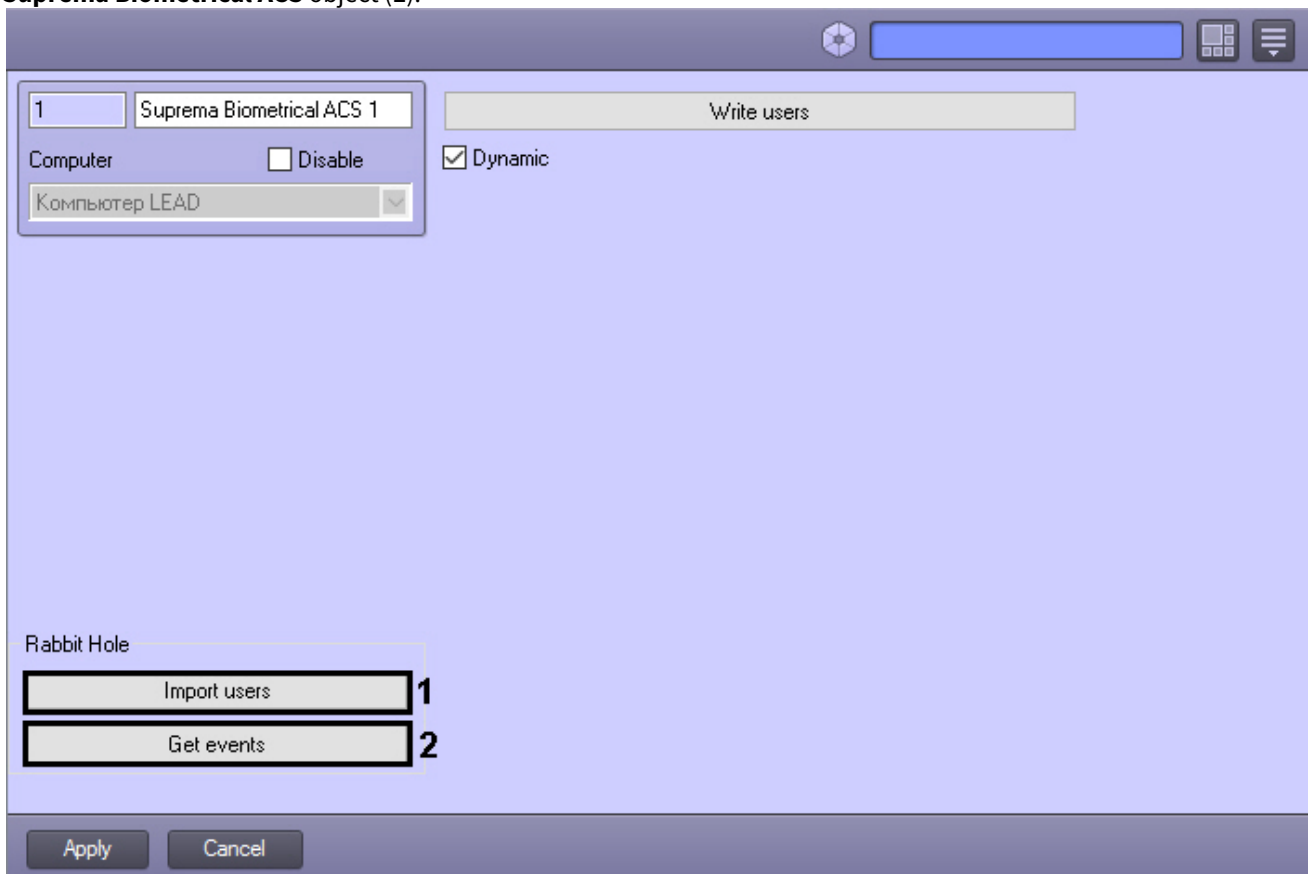 Suprema Biometrical ACS object (2).
1 Suprema Biometrical ACS 1
Write users
Computer Disable
Dynamic
Компьютер LEAD
Rabbit Hole
Import users 1
Get events 2
Apply Cancel